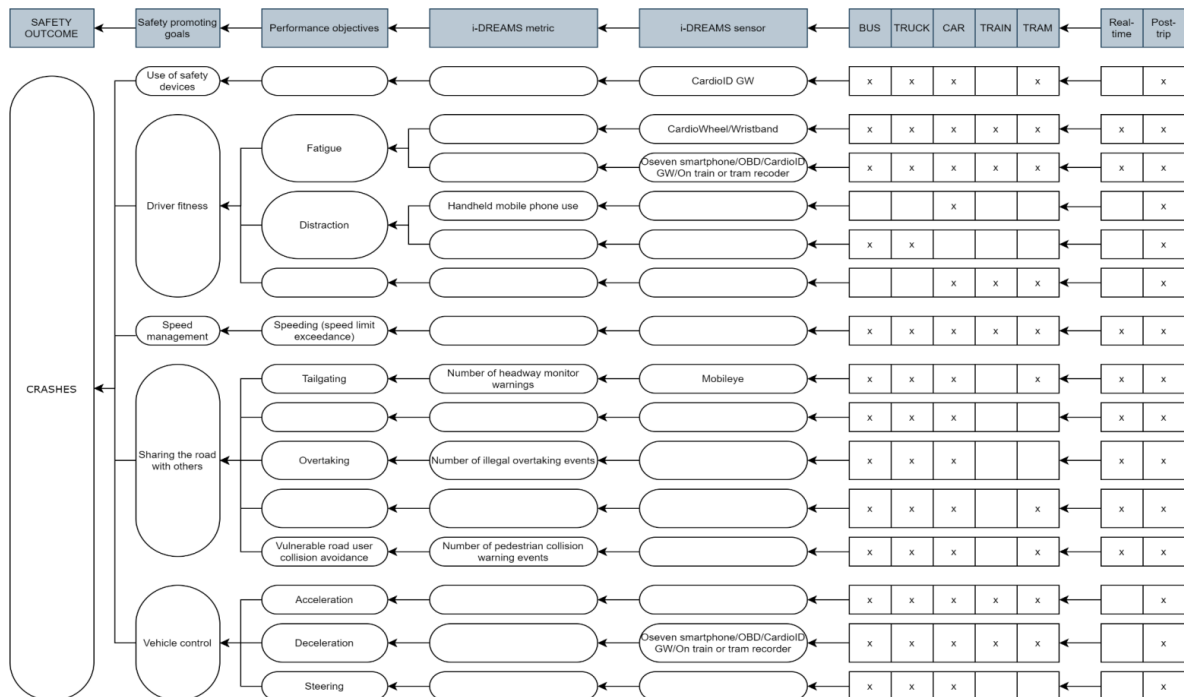 SAFETY OUTCOME
Safety promoting goals
Performance objectives
i-DREAMS metric
i-DREAMS sensor
BUS TRUCK CAR TRAIN TRAM
Real-time
Post-trip
Use of safety
devices
CardioID GW
x x x x x
Fatigue
CardioWheel/Wristband
x x x x x x x
Oseven smartphone/OBD/CardioID
GW/On train or tram recoder
x x x x x x x
Driver fitness
Distraction
Handheld mobile phone use
x x
x x x
x x x x
Speed
management
Speeding (speed limit
exceedance)
x x x x x x x
CRASHES
Sharing the road
with others
Tailgating
Number of headway monitor
warnings
Mobileye
x x x x x x
x x x x x
Overtaking
Number of illegal overtaking events
x x x x x
x x x x x x
Vulnerable road user
collision avoidance
Number of pedestrian collision
warning events
x x x x x x
Vehicle control
Acceleration
x x x x x x
Deceleration
Oseven smartphone/OBD/CardioID
GW/On train or tram recorder
x x x x x x
Steering
x x x x